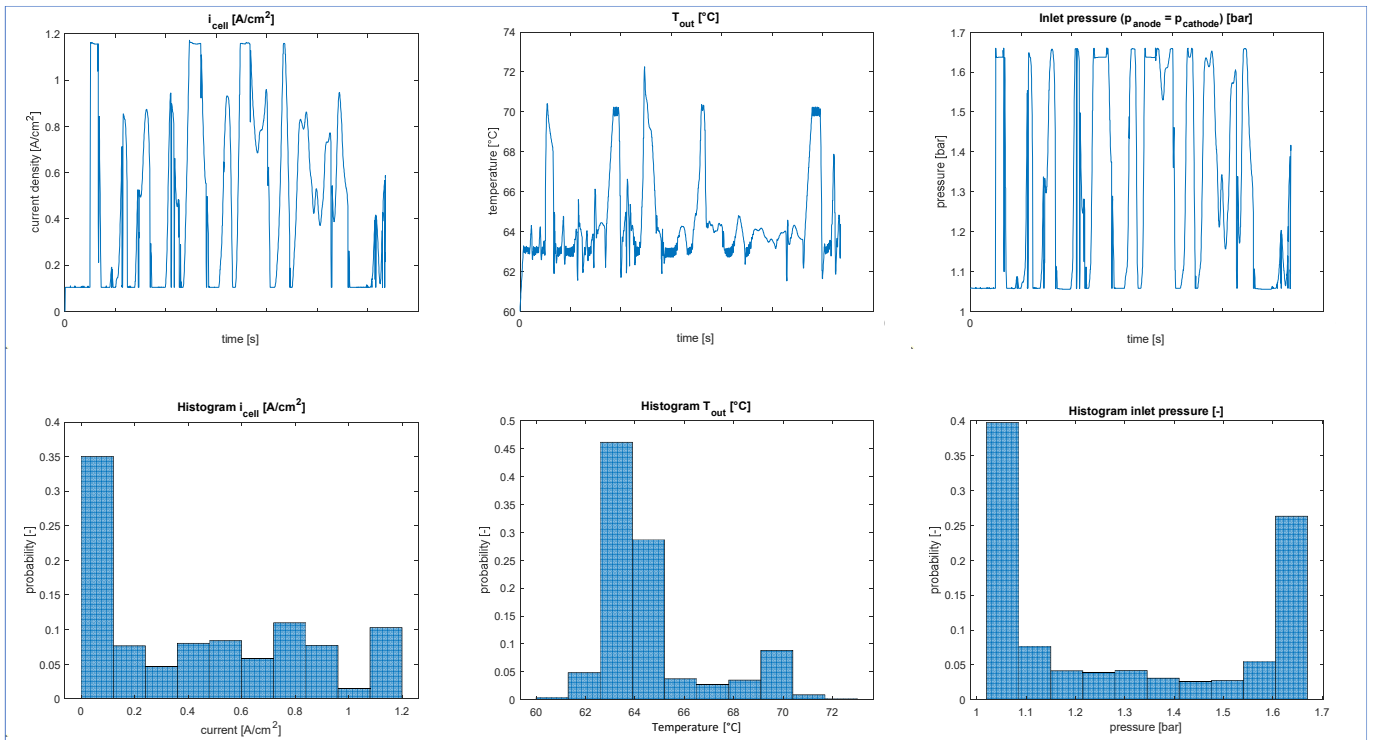 i_cell [A/cm²]
1.2
1
0.8
0.6
0.4
0.2
0
0
current density [A/cm²]
time [s]
T_out [°C]
74
72
70
68
66
64
62
60
0
temperature [°C]
time [s]
Inlet pressure (p_anode = p_cathode) [bar]
1.7
1.6
1.5
1.4
1.3
1.2
1.1
1
0
pressure [bar]
time [s]
Histogram i_cell [A/cm²]
0.4
0.35
0.3
0.25
0.2
0.15
0.1
0.05
0
probability [-]
0 0.2 0.4 0.6 0.8 1 1.2
current [A/cm²]
Histogram T_out [°C]
0.5
0.45
0.4
0.35
0.3
0.25
0.2
0.15
0.1
0.05
0
probability [-]
60 62 64 66 68 70 72
Temperature [°C]
Histogram inlet pressure [-]
0.4
0.35
0.3
0.25
0.2
0.15
0.1
0.05
0
probability [-]
1 1.1 1.2 1.3 1.4 1.5 1.6 1.7
pressure [bar]